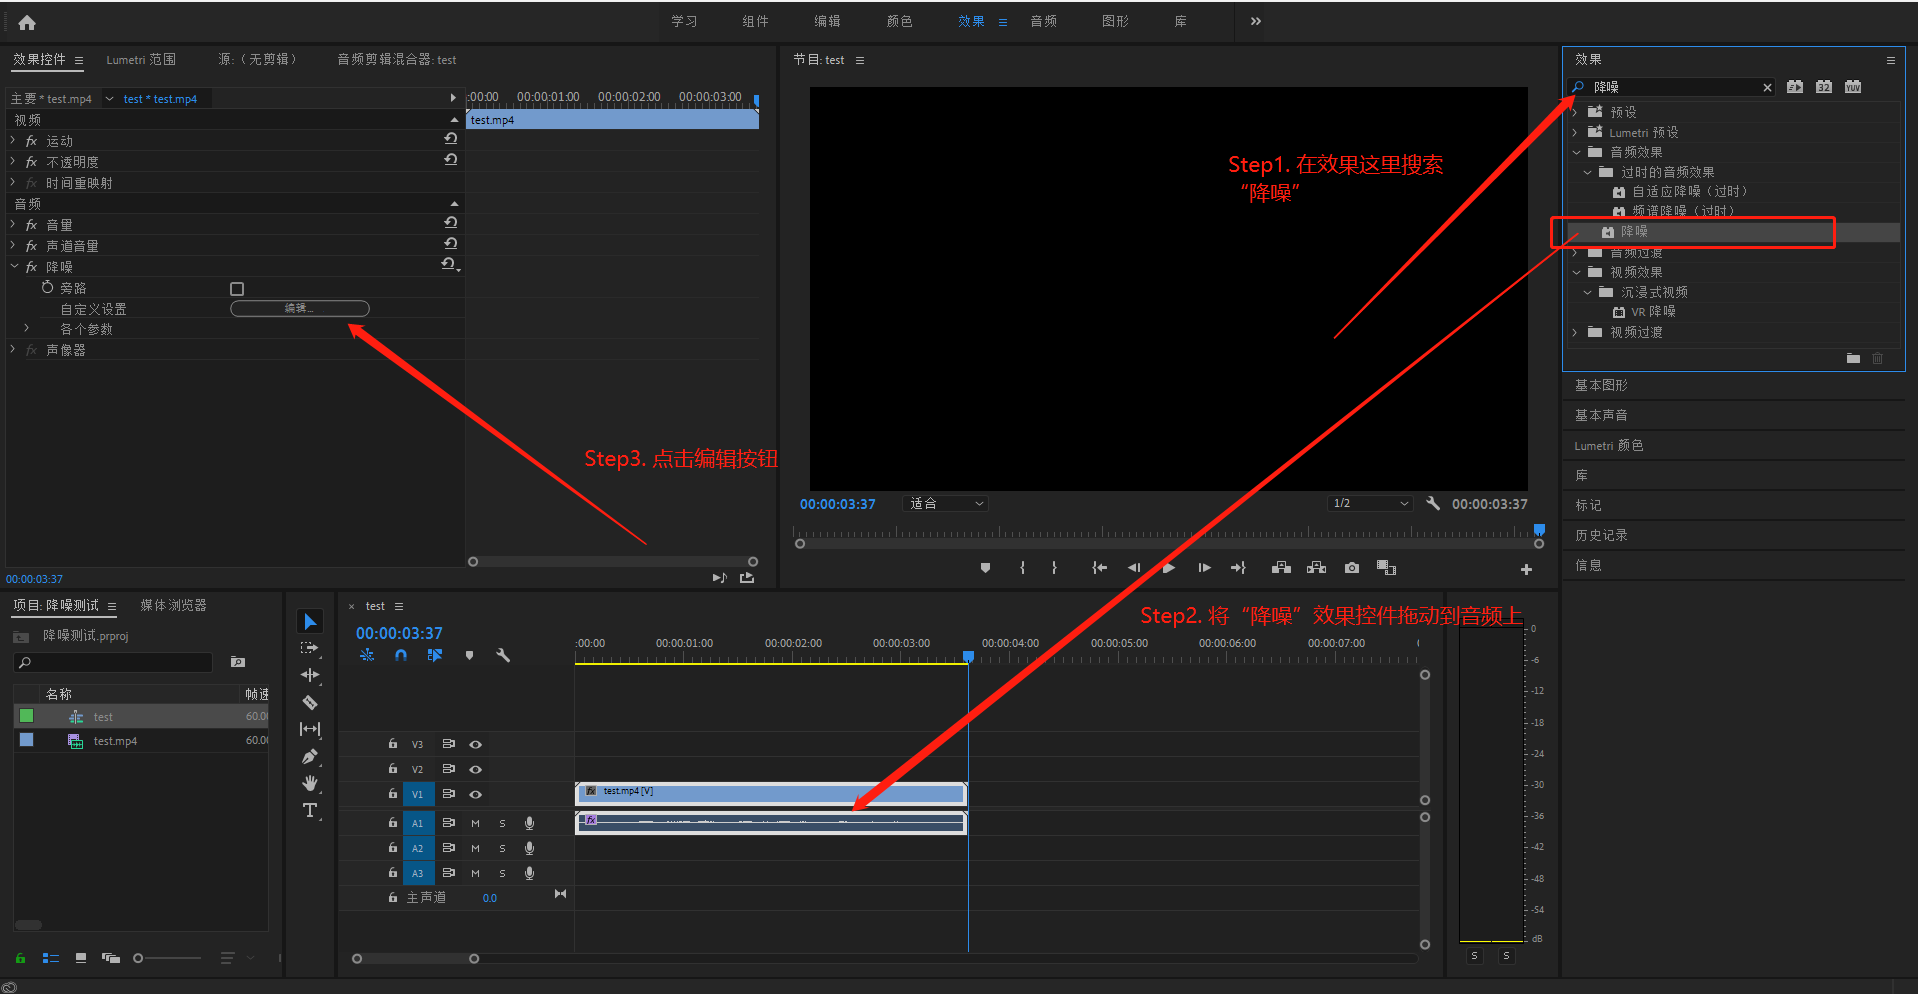 学习
组件
编辑
颜色
效果
音频
图形
库
效果控件
Lumetri 范围
源:（无剪辑）
音频剪辑混合器: test
主要 * test.mp4
test * test.mp4
:00:00
00:00:01:00
00:00:02:00
00:00:03:00
test.mp4
视频
fx 运动
fx 不透明度
fx 时间重映射
音频
fx 音量
fx 声道音量
fx 降噪
旁路
自定义设置
编辑...
各个参数
fx 声像器
Step3. 点击编辑按钮
00:00:03:37
节目: test
Step1. 在效果这里搜索
“降噪”
00:00:03:37
适合
1/2
00:00:03:37
效果
降噪
32
YUV
预设
Lumetri 预设
音频效果
过时的音频效果
自适应降噪（过时）
频谱降噪（过时）
降噪
音频过渡
视频效果
沉浸式视频
VR 降噪
视频过渡
基本图形
基本声音
Lumetri 颜色
库
标记
历史记录
信息
项目: 降噪测试
媒体浏览器
降噪测试.prproj
名称
帧速
test
60.00
test.mp4
60.00
test
00:00:03:37
Step2. 将“降噪”效果控件拖动到音频上
:00:00
00:00:01:00
00:00:02:00
00:00:03:00
00:00:04:00
00:00:05:00
00:00:06:00
00:00:07:00
V3
V2
V1
fx test.mp4 [V]
A1 M S
fx
A2 M S
A3 M S
主声道
0.0
0
-6
-12
-18
-24
-30
-36
-42
-48
-54
dB
S S